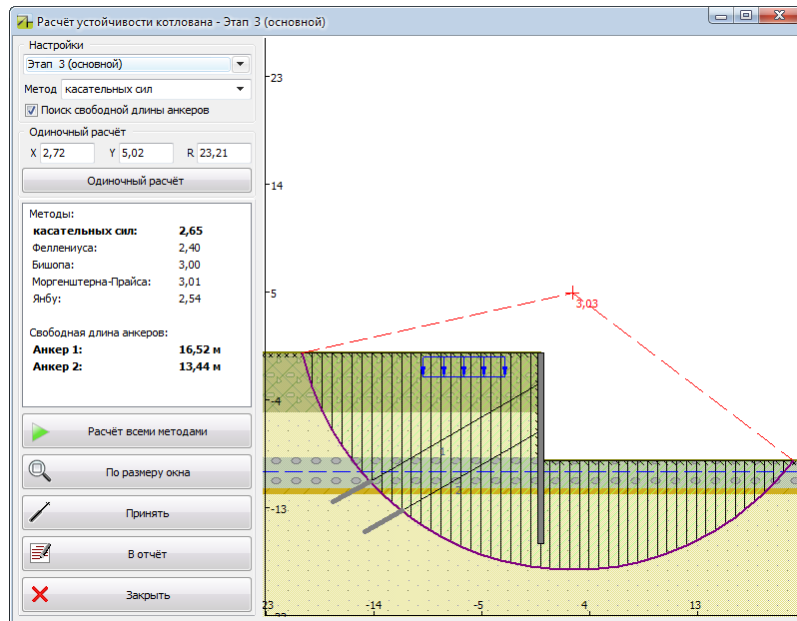 Расчёт устойчивости котлована - Этап 3 (основной)
Настройки
Этап 3 (основной)
Метод касательных сил
Поиск свободной длины анкеров
Одиночный расчёт
X 2,72 Y 5,02 R 23,21
Одиночный расчёт
Методы:
касательных сил: 2,65
Феллениуса: 2,40
Бишопа: 3,00
Моргенштерна-Прайса: 3,01
Янбу: 2,54
Свободная длина анкеров:
Анкер 1: 16,52 м
Анкер 2: 13,44 м
Расчёт всеми методами
По размеру окна
Принять
В отчёт
Закрыть
23
14
5
3,03
-4
1
2
-13
23
-14
-5
4
13